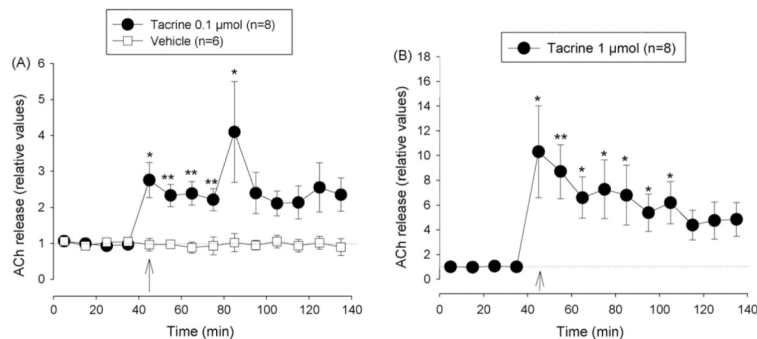 Tacrine 0.1 µmol (n=8)
Vehicle (n=6)
(A)
6
5
4
3
2
1
0
ACh release (relative values)
*
**
**
**
*
0 20 40 60 80 100 120 140
Time (min)
Tacrine 1 µmol (n=8)
(B)
18
16
14
12
10
8
6
4
2
0
ACh release (relative values)
*
**
*
*
*
*
*
0 20 40 60 80 100 120 140
Time (min)